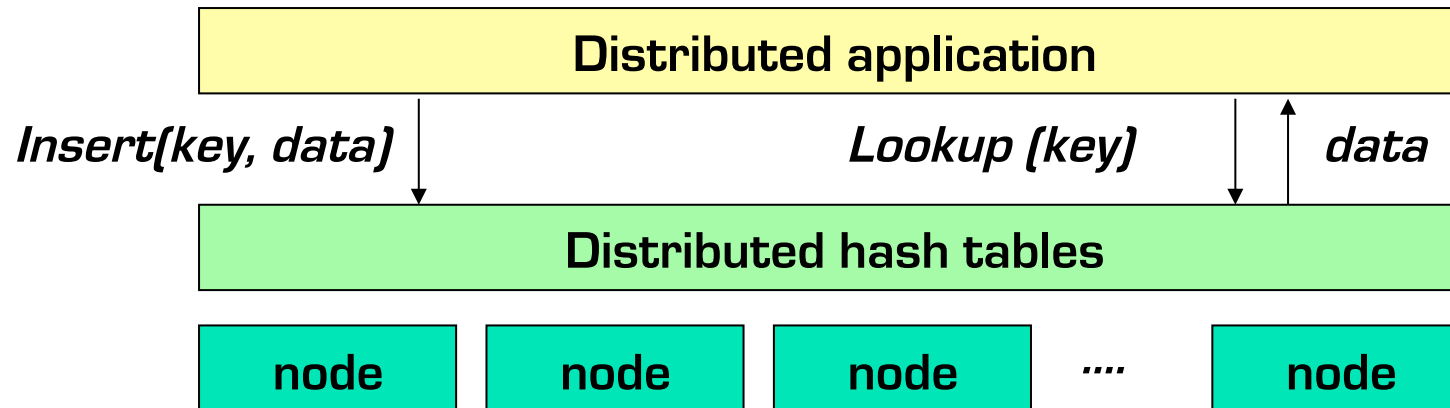 Distributed application
Insert(key, data) Lookup (key) data
Distributed hash tables
node node node .... node